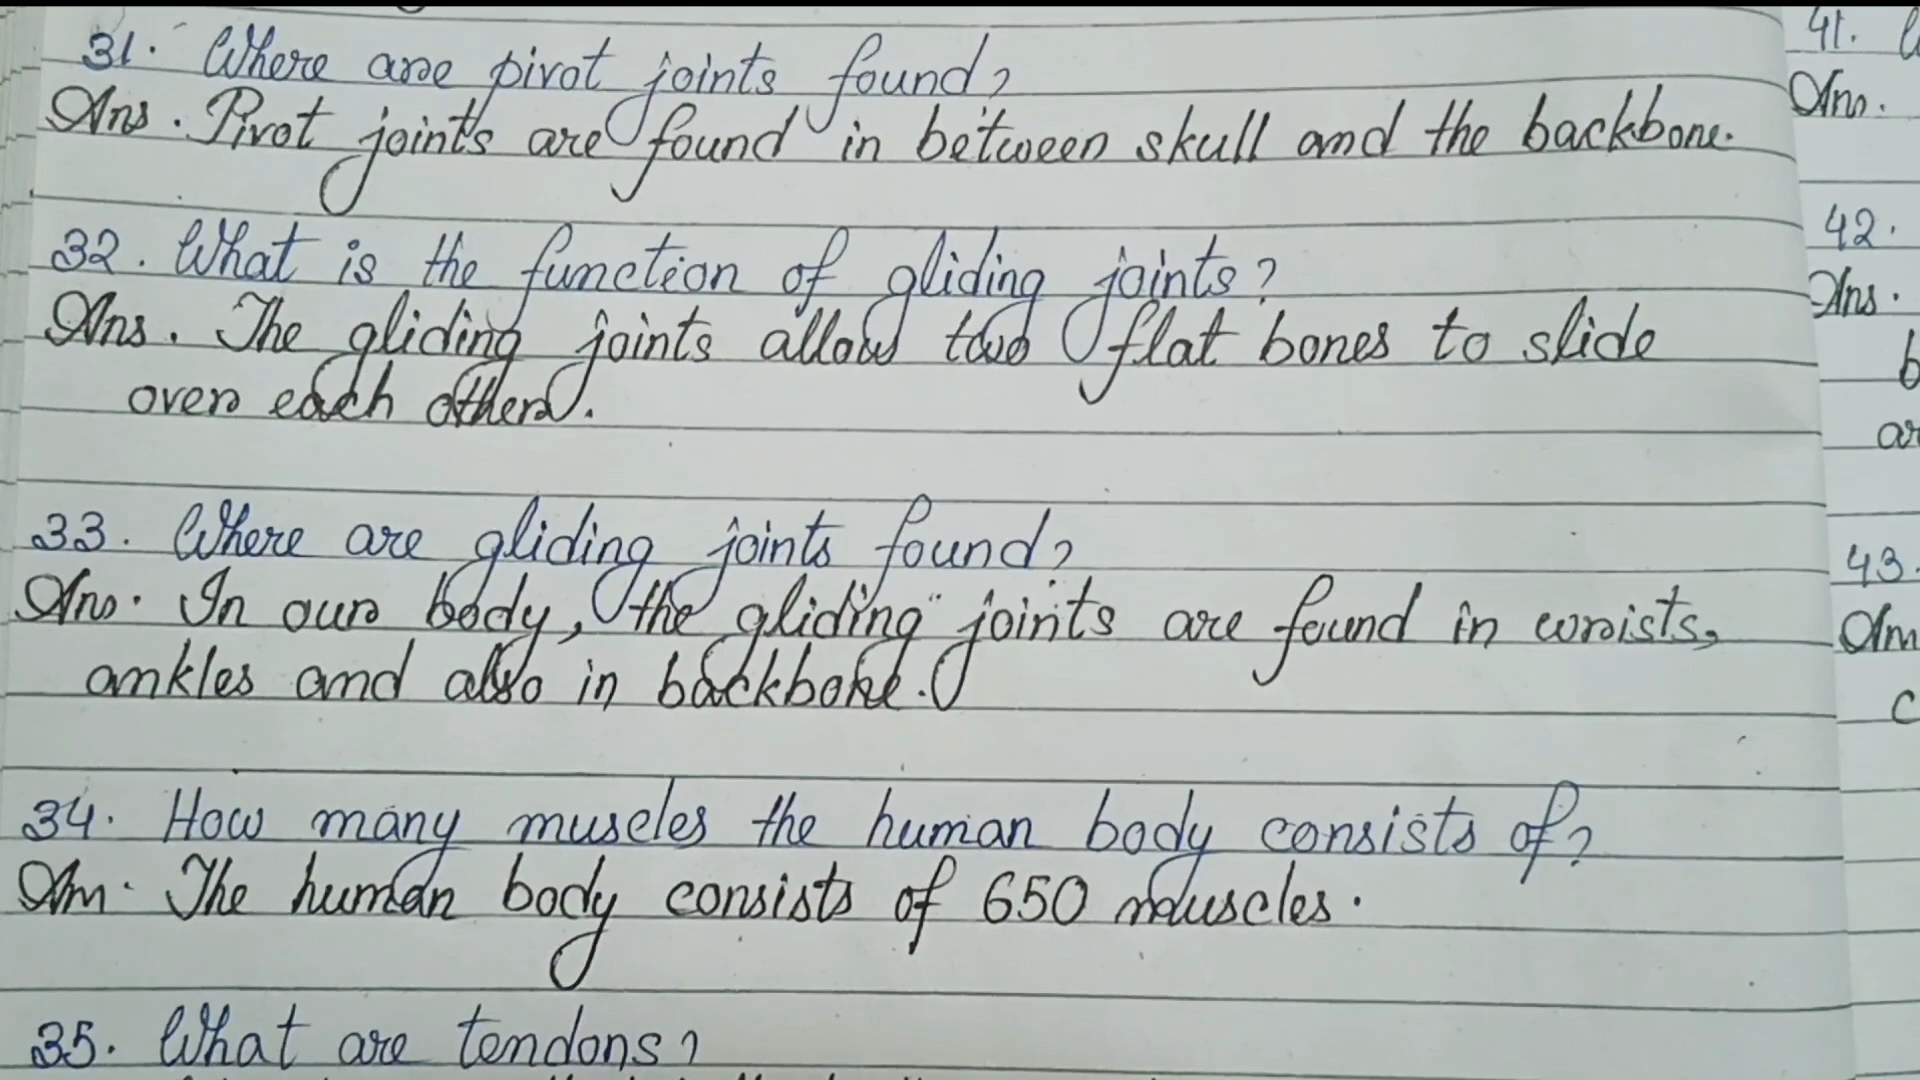 31. Where are pivot joints found?
Ans. Pivot joints are found in between skull and the backbone.
32. What is the function of gliding joints?
Ans. The gliding joints allow two flat bones to slide
over each other.
33. Where are gliding joints found?
Ans. In our body, the gliding joints are found in wrists,
ankles and also in backbone.
34. How many muscles the human body consists of?
Ans. The human body consists of 650 muscles.
35. What are tendons?
41.
Ans.
42.
Ans.
b
ar
43.
Ans
c